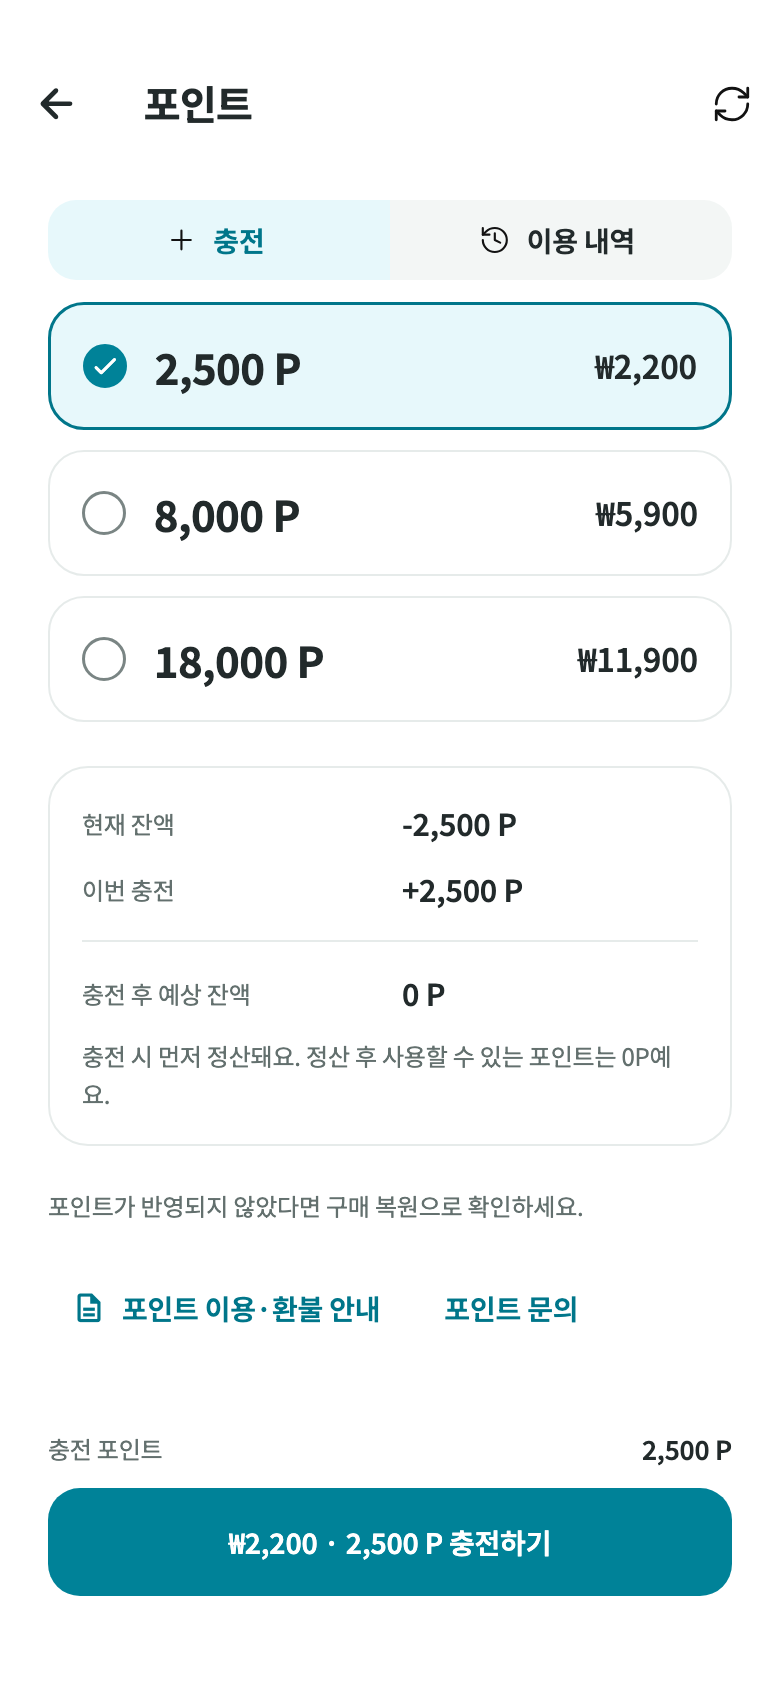 포인트
충전
이용 내역
2,500 P
₩2,200
8,000 P
₩5,900
18,000 P
₩11,900
현재 잔액
-2,500 P
이번 충전
+2,500 P
충전 후 예상 잔액
0 P
충전 시 먼저 정산돼요. 정산 후 사용할 수 있는 포인트는 0P예
요.
포인트가 반영되지 않았다면 구매 복원으로 확인하세요.
포인트 이용·환불 안내
포인트 문의
충전 포인트
2,500 P
₩2,200 · 2,500 P 충전하기